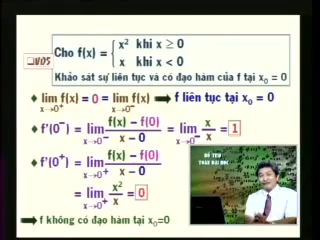 VD5
Cho f(x) = { x² khi x ≥ 0
x khi x < 0
Khảo sát sự liên tục và có đạo hàm của f tại x₀ = 0
♦ lim f(x) = 0 = lim f(x) ➡ f liên tục tại x₀ = 0
x→0⁺ x→0⁻
♦ f'(0⁻) = lim f(x) − f(0) / x − 0 = lim x / x = 1
x→0⁻ x→0⁻
♦ f'(0⁺) = lim f(x) − f(0) / x − 0
x→0⁺
= lim x² / x = 0
x→0⁺
➡ f không có đạo hàm tại x₀=0